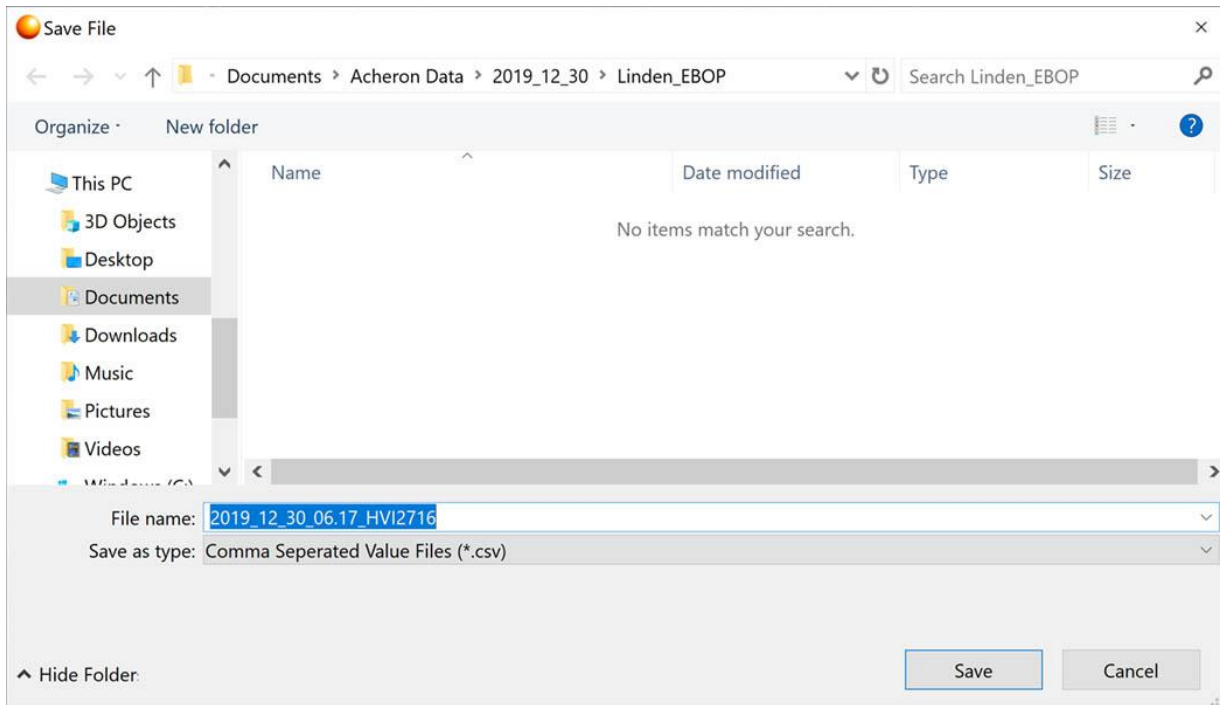 Save File
Documents > Acheron Data > 2019_12_30 > Linden_EBOP
Search Linden_EBOP
Organize
New folder
?
Name
Date modified
Type
Size
No items match your search.
This PC
3D Objects
Desktop
Documents
Downloads
Music
Pictures
Videos
Windows (C:)
File name: 2019_12_30_06.17_HVI2716
Save as type: Comma Seperated Value Files (*.csv)
Hide Folder
Save
Cancel